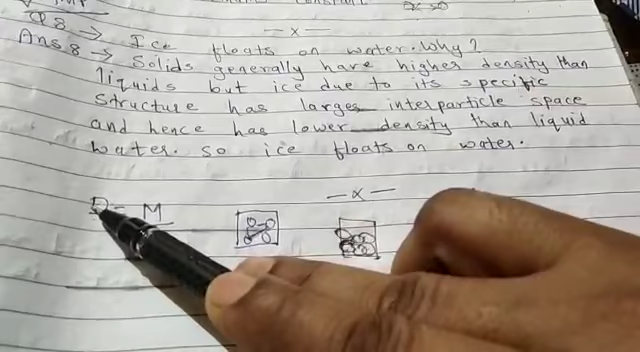 Q8 → Ice floats on water. Why?
Ans 8 → Solids generally have higher density than
liquids but ice due to its specific
structure has larges interparticle space
and hence has lower density than liquid
water. so ice floats on water.
— x —
D = M